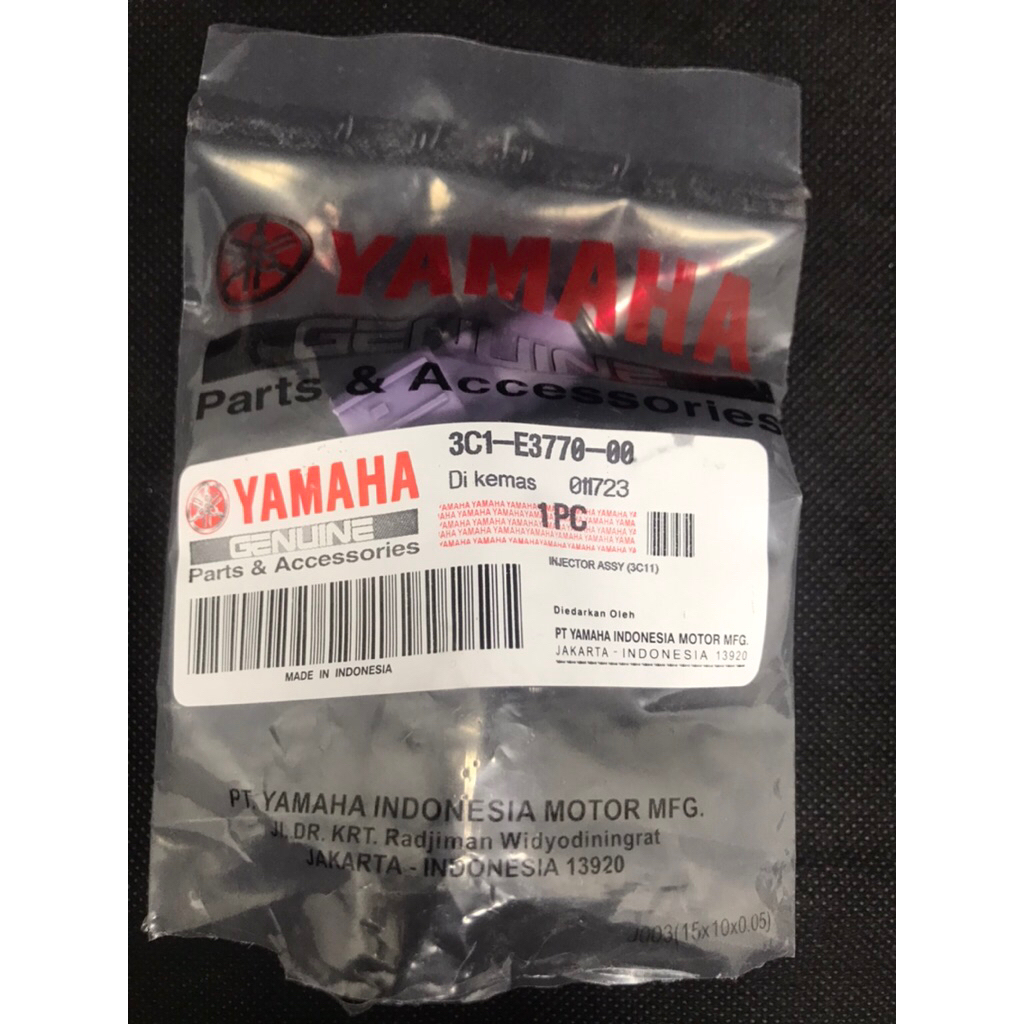 YAMAHA
GENUINE
Parts & Accessories
3C1-E3770-00
Di kemas 011723
YAMAHA
GENUINE
Parts & Accessories
1PC
INJECTOR ASSY (3C11)
Diedarkan Oleh
PT YAMAHA INDONESIA MOTOR MFG.
JAKARTA - INDONESIA 13920
MADE IN INDONESIA
PT. YAMAHA INDONESIA MOTOR MFG.
Jl. DR. KRT. Radjiman Widyodiningrat
JAKARTA - INDONESIA 13920
(15x10x0.05)